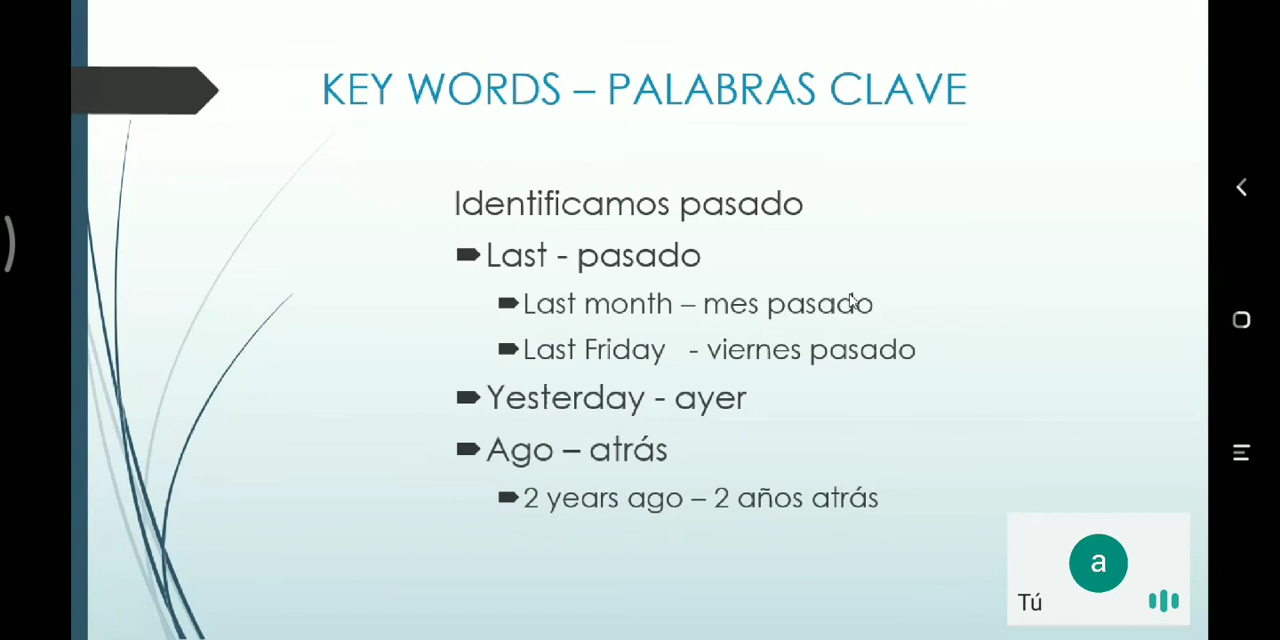 KEY WORDS – PALABRAS CLAVE
Identificamos pasado
Last - pasado
Last month – mes pasado
Last Friday - viernes pasado
Yesterday - ayer
Ago – atrás
2 years ago – 2 años atrás
a
Tú